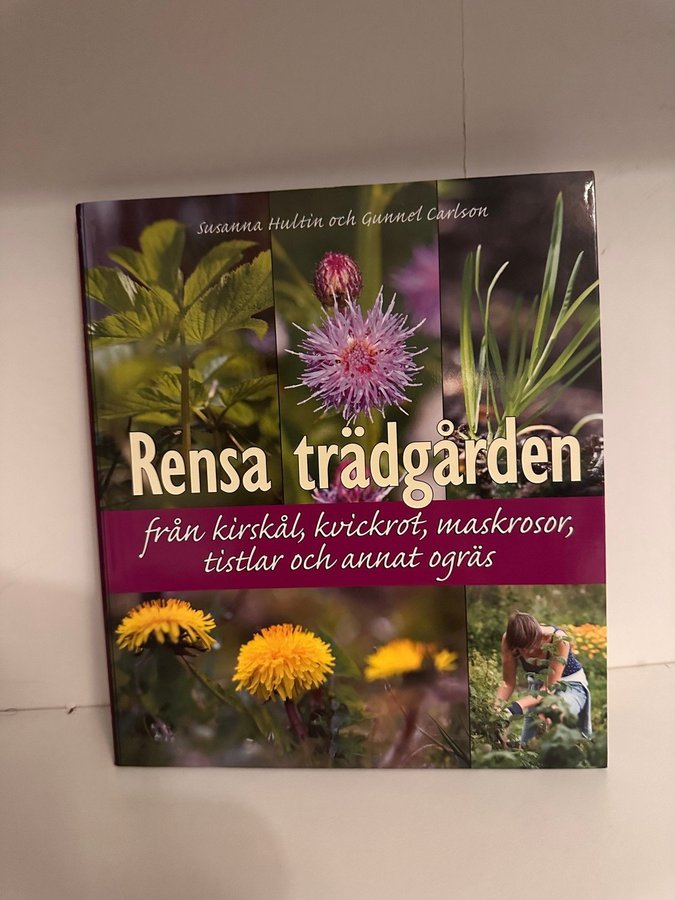 Susanna Hultin och Gunnel Carlson
Rensa trädgården
från kirskål, kvickrot, maskrosor,
tistlar och annat ogräs